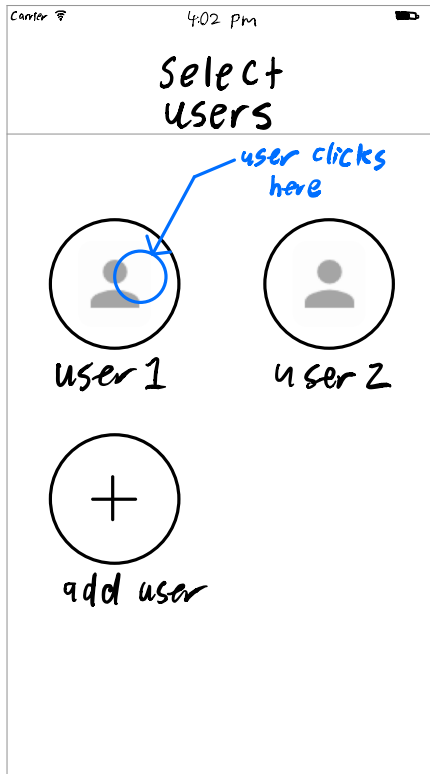 Carrier
4:02 pm
Select
users
user clicks
here
user 1
user 2
add user